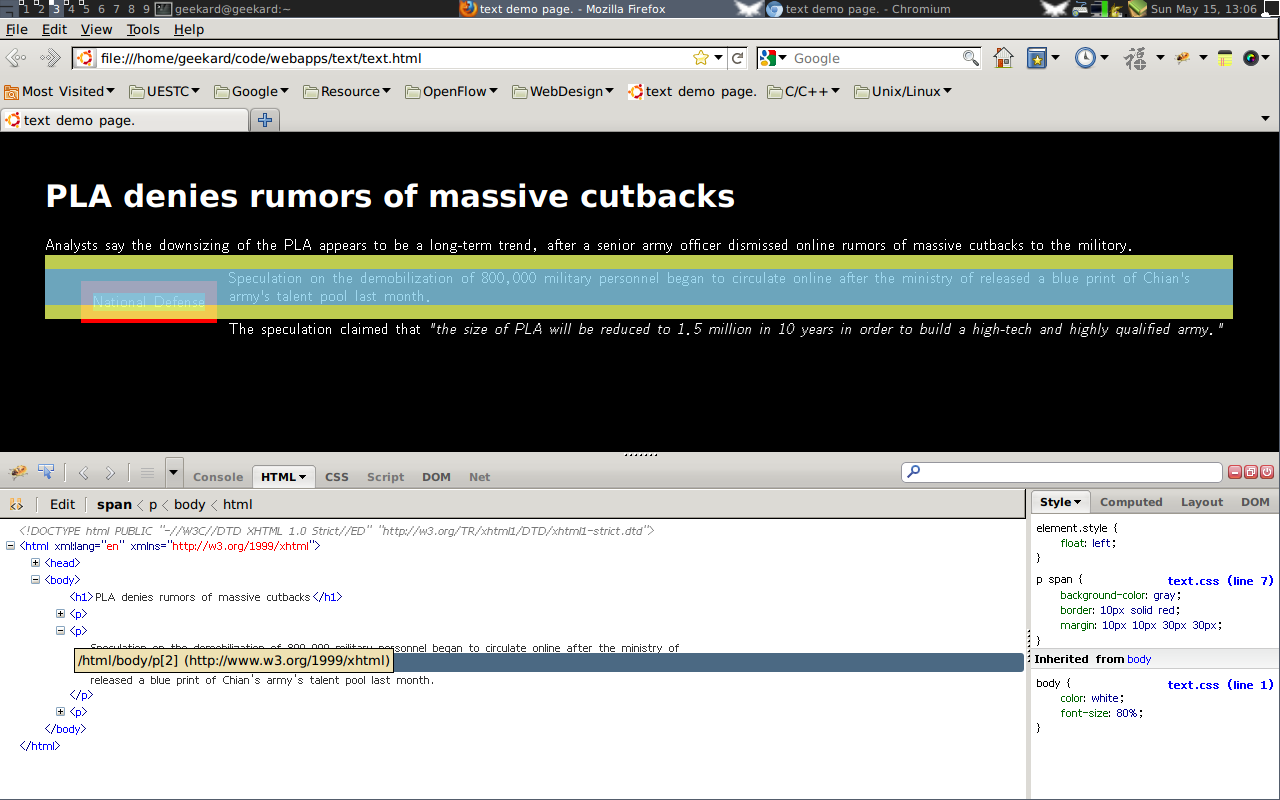 1 2 3 4 5 6 7 8 9 geekard@geekard:~ text demo page. - Mozilla Firefox text demo page. - Chromium Sun May 15, 13:06
File Edit View Tools Help
file:///home/geekard/code/webapps/text/text.html Google 福
Most Visited UESTC Google Resource OpenFlow WebDesign text demo page. C/C++ Unix/Linux
text demo page.
PLA denies rumors of massive cutbacks
Analysts say the downsizing of the PLA appears to be a long-term trend, after a senior army officer dismissed online rumors of massive cutbacks to the militory.
Speculation on the demobilization of 800,000 military personnel began to circulate online after the ministry of released a blue print of Chian's
army's talent pool last month.
National Defense
The speculation claimed that "the size of PLA will be reduced to 1.5 million in 10 years in order to build a high-tech and highly qualified army."
Console HTML CSS Script DOM Net
Edit span < p < body < html
<!DOCTYPE html PUBLIC "-//W3C//DTD XHTML 1.0 Strict//ED" "http://w3.org/TR/xhtml1/DTD/xhtml1-strict.dtd">
<html xml:lang="en" xmlns="http://w3.org/1999/xhtml">
<head>
<body>
<h1>PLA denies rumors of massive cutbacks</h1>
<p>
<p>
Speculation on the demobilization of 800,000 military personnel began to circulate online after the ministry of
/html/body/p[2] (http://www.w3.org/1999/xhtml)
released a blue print of Chian's army's talent pool last month.
</p>
<p>
</body>
</html>
Style Computed Layout DOM
element.style {
float: left;
}
p span { text.css (line 7)
background-color: gray;
border: 10px solid red;
margin: 10px 10px 30px 30px;
}
Inherited from body
body { text.css (line 1)
color: white;
font-size: 80%;
}